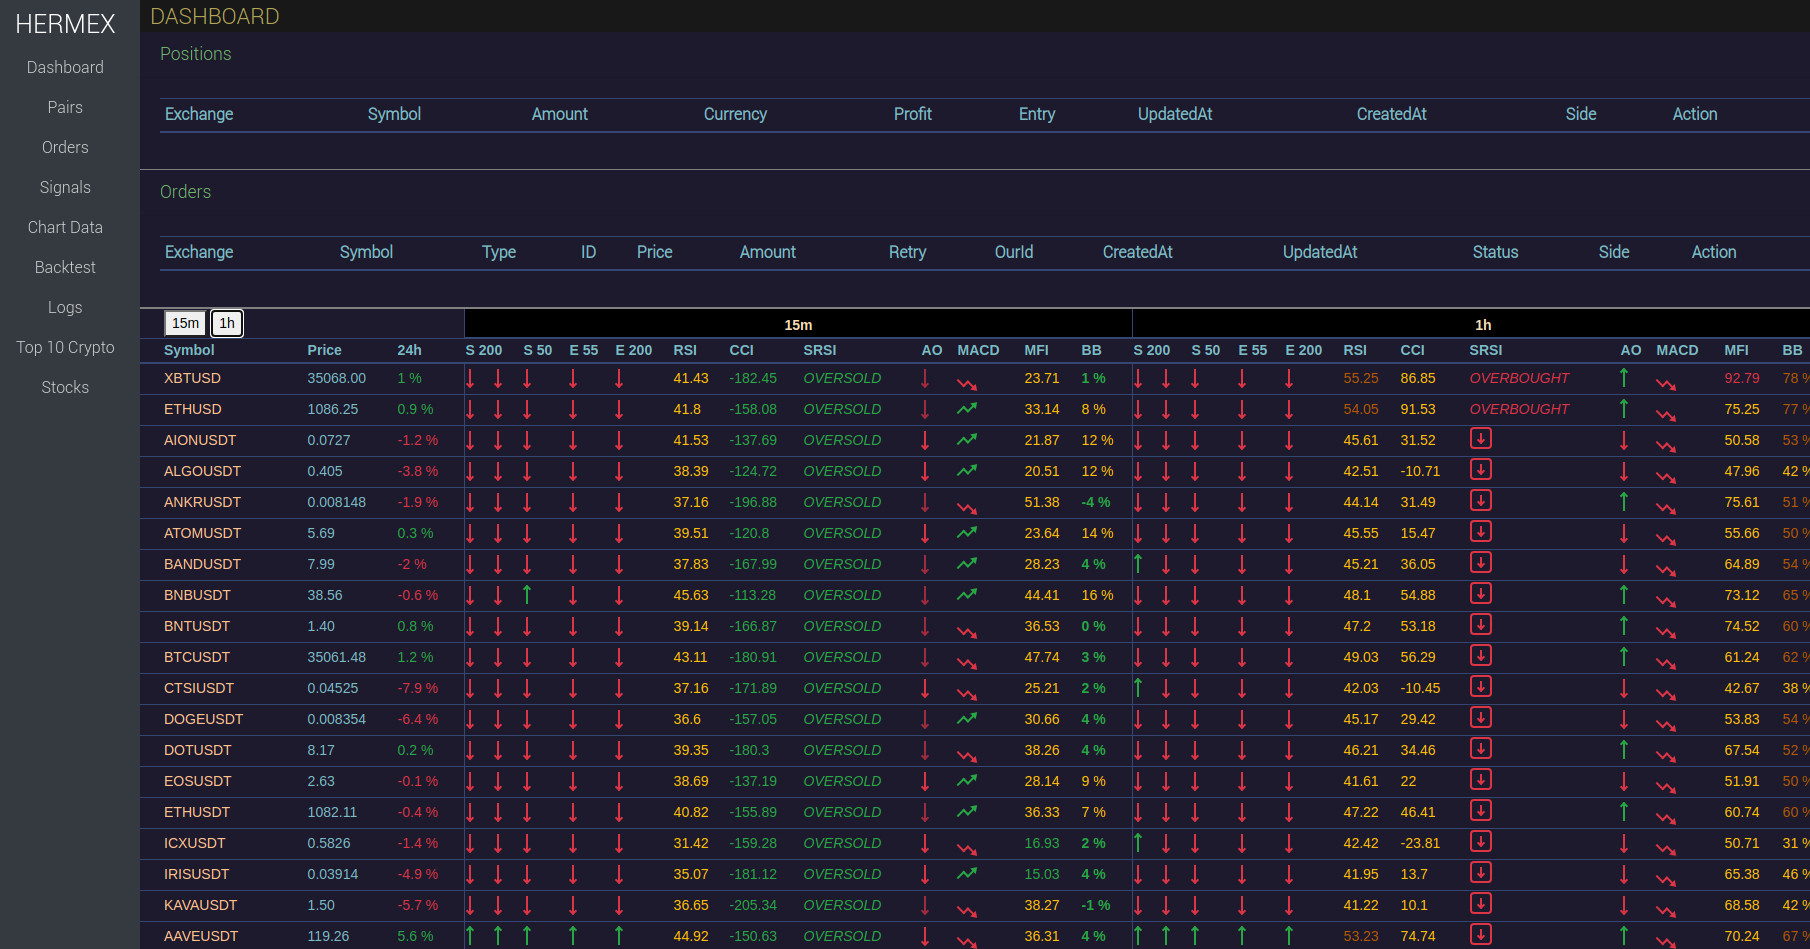 HERMEX
Dashboard
Pairs
Orders
Signals
Chart Data
Backtest
Logs
Top 10 Crypto
Stocks
DASHBOARD
Positions
Exchange Symbol Amount Currency Profit Entry UpdatedAt CreatedAt Side Action
Orders
Exchange Symbol Type ID Price Amount Retry OurId CreatedAt UpdatedAt Status Side Action
15m 1h 15m 1h
Symbol Price 24h S 200 S 50 E 55 E 200 RSI CCI SRSI AO MACD MFI BB S 200 S 50 E 55 E 200 RSI CCI SRSI AO MACD MFI BB
XBTUSD 35068.00 1 % 41.43 -182.45 OVERSOLD 23.71 1 % 55.25 86.85 OVERBOUGHT 92.79 78 %
ETHUSD 1086.25 0.9 % 41.8 -158.08 OVERSOLD 33.14 8 % 54.05 91.53 OVERBOUGHT 75.25 77 %
AIONUSDT 0.0727 -1.2 % 41.53 -137.69 OVERSOLD 21.87 12 % 45.61 31.52 50.58 53 %
ALGOUSDT 0.405 -3.8 % 38.39 -124.72 OVERSOLD 20.51 12 % 42.51 -10.71 47.96 42 %
ANKRUSDT 0.008148 -1.9 % 37.16 -196.88 OVERSOLD 51.38 -4 % 44.14 31.49 75.61 51 %
ATOMUSDT 5.69 0.3 % 39.51 -120.8 OVERSOLD 23.64 14 % 45.55 15.47 55.66 50 %
BANDUSDT 7.99 -2 % 37.83 -167.99 OVERSOLD 28.23 4 % 45.21 36.05 64.89 54 %
BNBUSDT 38.56 -0.6 % 45.63 -113.28 OVERSOLD 44.41 16 % 48.1 54.88 73.12 65 %
BNTUSDT 1.40 0.8 % 39.14 -166.87 OVERSOLD 36.53 0 % 47.2 53.18 74.52 60 %
BTCUSDT 35061.48 1.2 % 43.11 -180.91 OVERSOLD 47.74 3 % 49.03 56.29 61.24 62 %
CTSIUSDT 0.04525 -7.9 % 37.16 -171.89 OVERSOLD 25.21 2 % 42.03 -10.45 42.67 38 %
DOGEUSDT 0.008354 -6.4 % 36.6 -157.05 OVERSOLD 30.66 4 % 45.17 29.42 53.83 54 %
DOTUSDT 8.17 0.2 % 39.35 -180.3 OVERSOLD 38.26 4 % 46.21 34.46 67.54 52 %
EOSUSDT 2.63 -0.1 % 38.69 -137.19 OVERSOLD 28.14 9 % 41.61 22 51.91 50 %
ETHUSDT 1082.11 -0.4 % 40.82 -155.89 OVERSOLD 36.33 7 % 47.22 46.41 60.74 60 %
ICXUSDT 0.5826 -1.4 % 31.42 -159.28 OVERSOLD 16.93 2 % 42.42 -23.81 50.71 31 %
IRISUSDT 0.03914 -4.9 % 35.07 -181.12 OVERSOLD 15.03 4 % 41.95 13.7 65.38 46 %
KAVAUSDT 1.50 -5.7 % 36.65 -205.34 OVERSOLD 38.27 -1 % 41.22 10.1 68.58 42 %
AAVEUSDT 119.26 5.6 % 44.92 -150.63 OVERSOLD 36.31 4 % 53.23 74.74 70.24 67 %